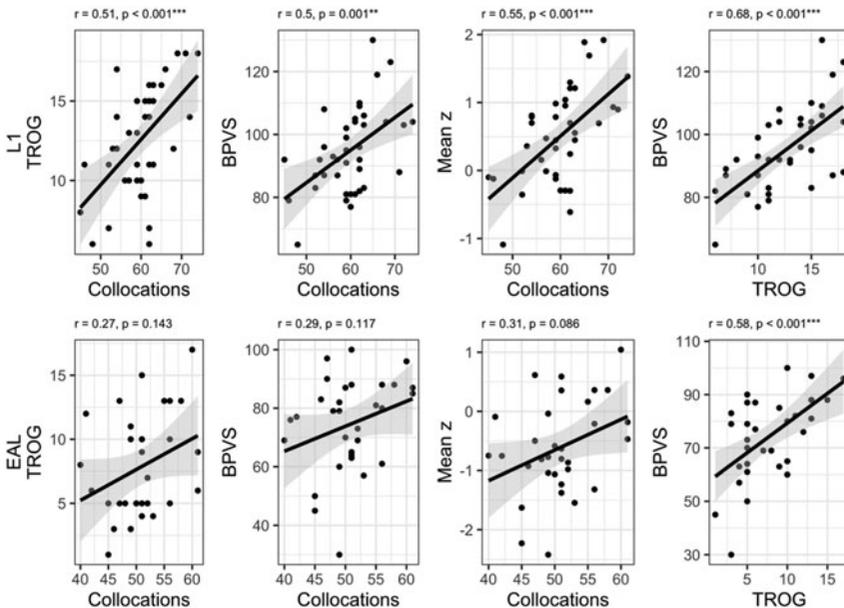 r = 0.51, p < 0.001***
r = 0.5, p = 0.001**
r = 0.55, p < 0.001***
r = 0.68, p < 0.001***
L1
TROG
15
10
50 60 70
Collocations
BPVS
120
100
80
50 60 70
Collocations
Mean z
2
1
0
-1
50 60 70
Collocations
BPVS
120
100
80
10 15
TROG
r = 0.27, p = 0.143
r = 0.29, p = 0.117
r = 0.31, p = 0.086
r = 0.58, p < 0.001***
EAL
TROG
15
10
5
40 45 50 55 60
Collocations
BPVS
100
80
60
40
40 45 50 55 60
Collocations
Mean z
1
0
-1
-2
40 45 50 55 60
Collocations
BPVS
110
90
70
50
30
5 10 15
TROG